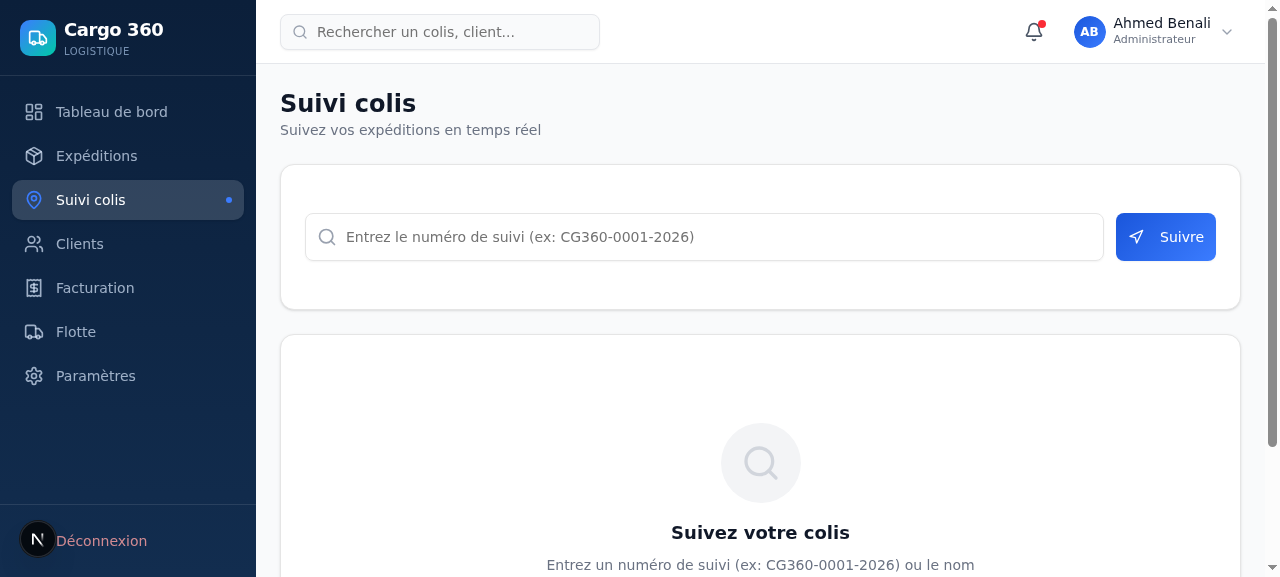 Cargo 360
LOGISTIQUE
Tableau de bord
Expéditions
Suivi colis
Clients
Facturation
Flotte
Paramètres
N
Déconnexion
Rechercher un colis, client...
AB
Ahmed Benali
Administrateur
Suivi colis
Suivez vos expéditions en temps réel
Entrez le numéro de suivi (ex: CG360-0001-2026)
Suivre
Suivez votre colis
Entrez un numéro de suivi (ex: CG360-0001-2026) ou le nom